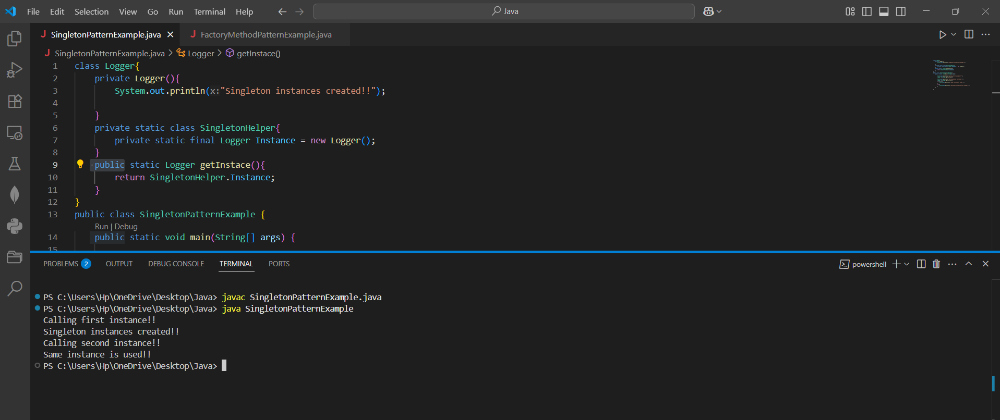 File Edit Selection View Go Run Terminal Help
Java
SingletonPatternExample.java
FactoryMethodPatternExample.java
SingletonPatternExample.java > Logger > getInstace()
1 class Logger{
2 private Logger(){
3 System.out.println(x:"Singleton instances created!!");
4
5 }
6 private static class SingletonHelper{
7 private static final Logger Instance = new Logger();
8 }
9 public static Logger getInstace(){
10 return SingletonHelper.Instance;
11 }
12 }
13 public class SingletonPatternExample {
Run | Debug
14 public static void main(String[] args) {
15
PROBLEMS 2 OUTPUT DEBUG CONSOLE TERMINAL PORTS
powershell
PS C:\Users\Hp\OneDrive\Desktop\Java> javac SingletonPatternExample.java
PS C:\Users\Hp\OneDrive\Desktop\Java> java SingletonPatternExample
Calling first instance!!
Singleton instances created!!
Calling second instance!!
Same instance is used!!
PS C:\Users\Hp\OneDrive\Desktop\Java>